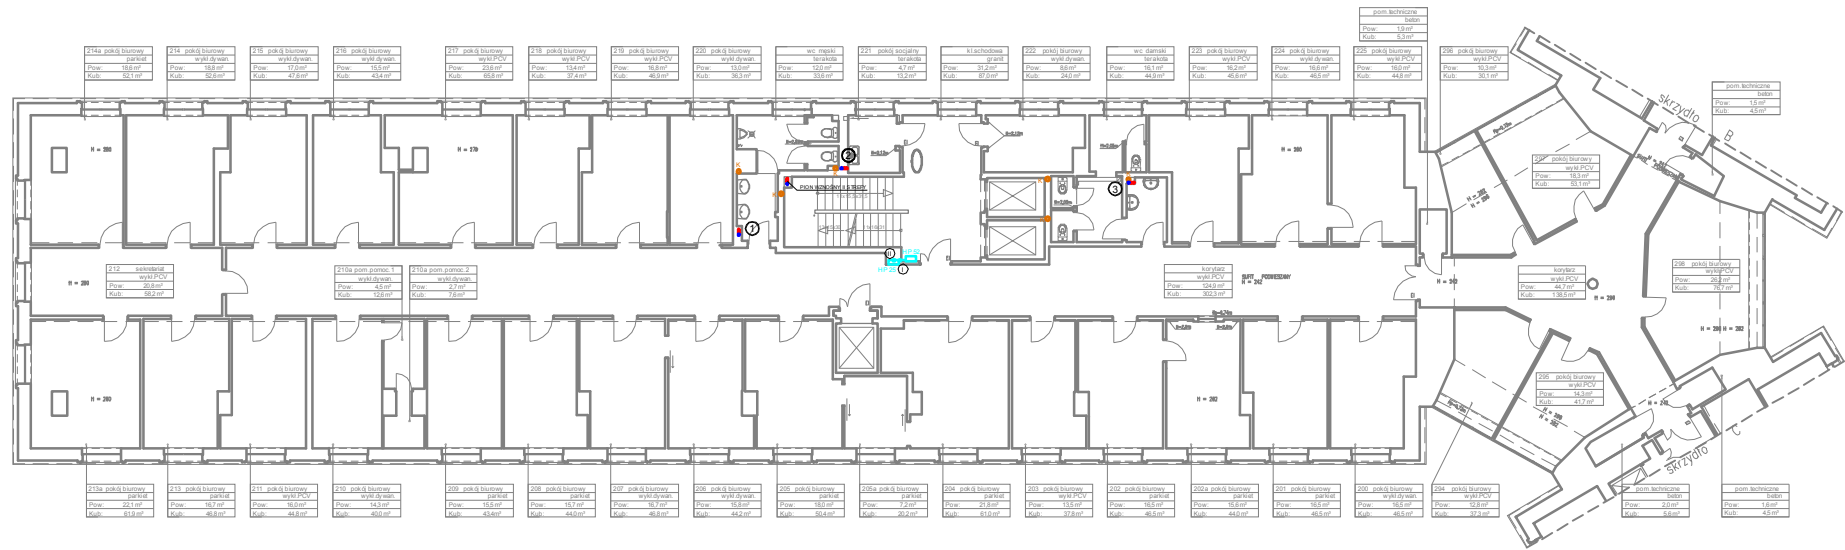 pom.techniczne
beton
Pow: 1,9 m²
Kub: 5,3 m³
214a pokój biurowy
parkiet
Pow: 18,6 m²
Kub: 52,1 m³
214 pokój biurowy
wykł.dywan.
Pow: 18,8 m²
Kub: 52,6 m³
215 pokój biurowy
wykł.dywan.
Pow: 17,0 m²
Kub: 47,6 m³
216 pokój biurowy
wykł.dywan.
Pow: 15,5 m²
Kub: 43,4 m³
217 pokój biurowy
wykł.PCV
Pow: 23,6 m²
Kub: 65,8 m³
218 pokój biurowy
wykł.PCV
Pow: 13,4 m²
Kub: 37,4 m³
219 pokój biurowy
wykł.PCV
Pow: 16,8 m²
Kub: 46,9 m³
220 pokój biurowy
wykł.dywan.
Pow: 13,0 m²
Kub: 36,3 m³
wc męski
terakota
Pow: 12,0 m²
Kub: 33,6 m³
221 pokój socjalny
terakota
Pow: 4,7 m²
Kub: 13,2 m³
kl.schodowa
granit
Pow: 31,2 m²
Kub: 87,0 m³
222 pokój biurowy
wykł.dywan.
Pow: 8,6 m²
Kub: 24,0 m³
wc damski
terakota
Pow: 16,1 m²
Kub: 44,9 m³
223 pokój biurowy
wykł.PCV
Pow: 16,2 m²
Kub: 45,6 m³
224 pokój biurowy
wykł.dywan.
Pow: 16,6 m²
Kub: 46,5 m³
225 pokój biurowy
wykł.PCV
Pow: 16,0 m²
Kub: 44,8 m³
296 pokój biurowy
wykł.PCV
Pow: 10,3 m²
Kub: 30,1 m³
pom.techniczne
beton
Pow: 1,5 m²
Kub: 4,5 m³
skrzydło B
H = 280
H = 279
H = 280
2
PION WZNOŚNY II STREFY
3
1
297 pokój biurowy
wykł.PCV
Pow: 18,3 m²
Kub: 53,1 m³
HP 52
HP 25
212 sekretariat
wykł.PCV
Pow: 20,8 m²
Kub: 58,2 m³
H = 280
210a pom.pomoc.1
wykł.dywan.
Pow: 4,5 m²
Kub: 12,6 m³
210a pom.pomoc.2
wykł.dywan.
Pow: 2,7 m²
Kub: 7,6 m³
korytarz
wykł.PCV
Pow: 124,9 m²
Kub: 302,3 m³
SUFIT PODWIESZANY
H = 242
H = 242
korytarz
wykł.PCV
Pow: 44,7 m²
Kub: 138,5 m³
H = 296
298 pokój biurowy
wykł.PCV
Pow: 26,2 m²
Kub: 76,7 m³
H = 280
H = 282
295 pokój biurowy
wykł.PCV
Pow: 14,3 m²
Kub: 41,7 m³
skrzydło C
213a pokój biurowy
parkiet
Pow: 22,1 m²
Kub: 61,9 m³
213 pokój biurowy
parkiet
Pow: 16,7 m²
Kub: 46,8 m³
211 pokój biurowy
wykł.PCV
Pow: 16,0 m²
Kub: 44,8 m³
210 pokój biurowy
wykł.dywan.
Pow: 14,3 m²
Kub: 40,0 m³
209 pokój biurowy
parkiet
Pow: 15,5 m²
Kub: 43,4 m³
208 pokój biurowy
parkiet
Pow: 15,7 m²
Kub: 44,0 m³
207 pokój biurowy
wykł.dywan.
Pow: 16,7 m²
Kub: 46,8 m³
206 pokój biurowy
wykł.dywan.
Pow: 15,8 m²
Kub: 44,2 m³
205 pokój biurowy
parkiet
Pow: 18,0 m²
Kub: 50,4 m³
205a pokój biurowy
parkiet
Pow: 7,2 m²
Kub: 20,2 m³
204 pokój biurowy
parkiet
Pow: 21,8 m²
Kub: 61,0 m³
203 pokój biurowy
wykł.PCV
Pow: 13,5 m²
Kub: 37,8 m³
202 pokój biurowy
parkiet
Pow: 16,5 m²
Kub: 46,5 m³
202a pokój biurowy
parkiet
Pow: 15,6 m²
Kub: 44,0 m³
201 pokój biurowy
parkiet
Pow: 16,5 m²
Kub: 46,5 m³
200 pokój biurowy
wykł.dywan.
Pow: 16,5 m²
Kub: 46,5 m³
294 pokój biurowy
wykł.PCV
Pow: 12,8 m²
Kub: 37,3 m³
pom.techniczne
beton
Pow: 2,0 m²
Kub: 5,6 m³
pom.techniczne
beton
Pow: 1,6 m²
Kub: 4,5 m³